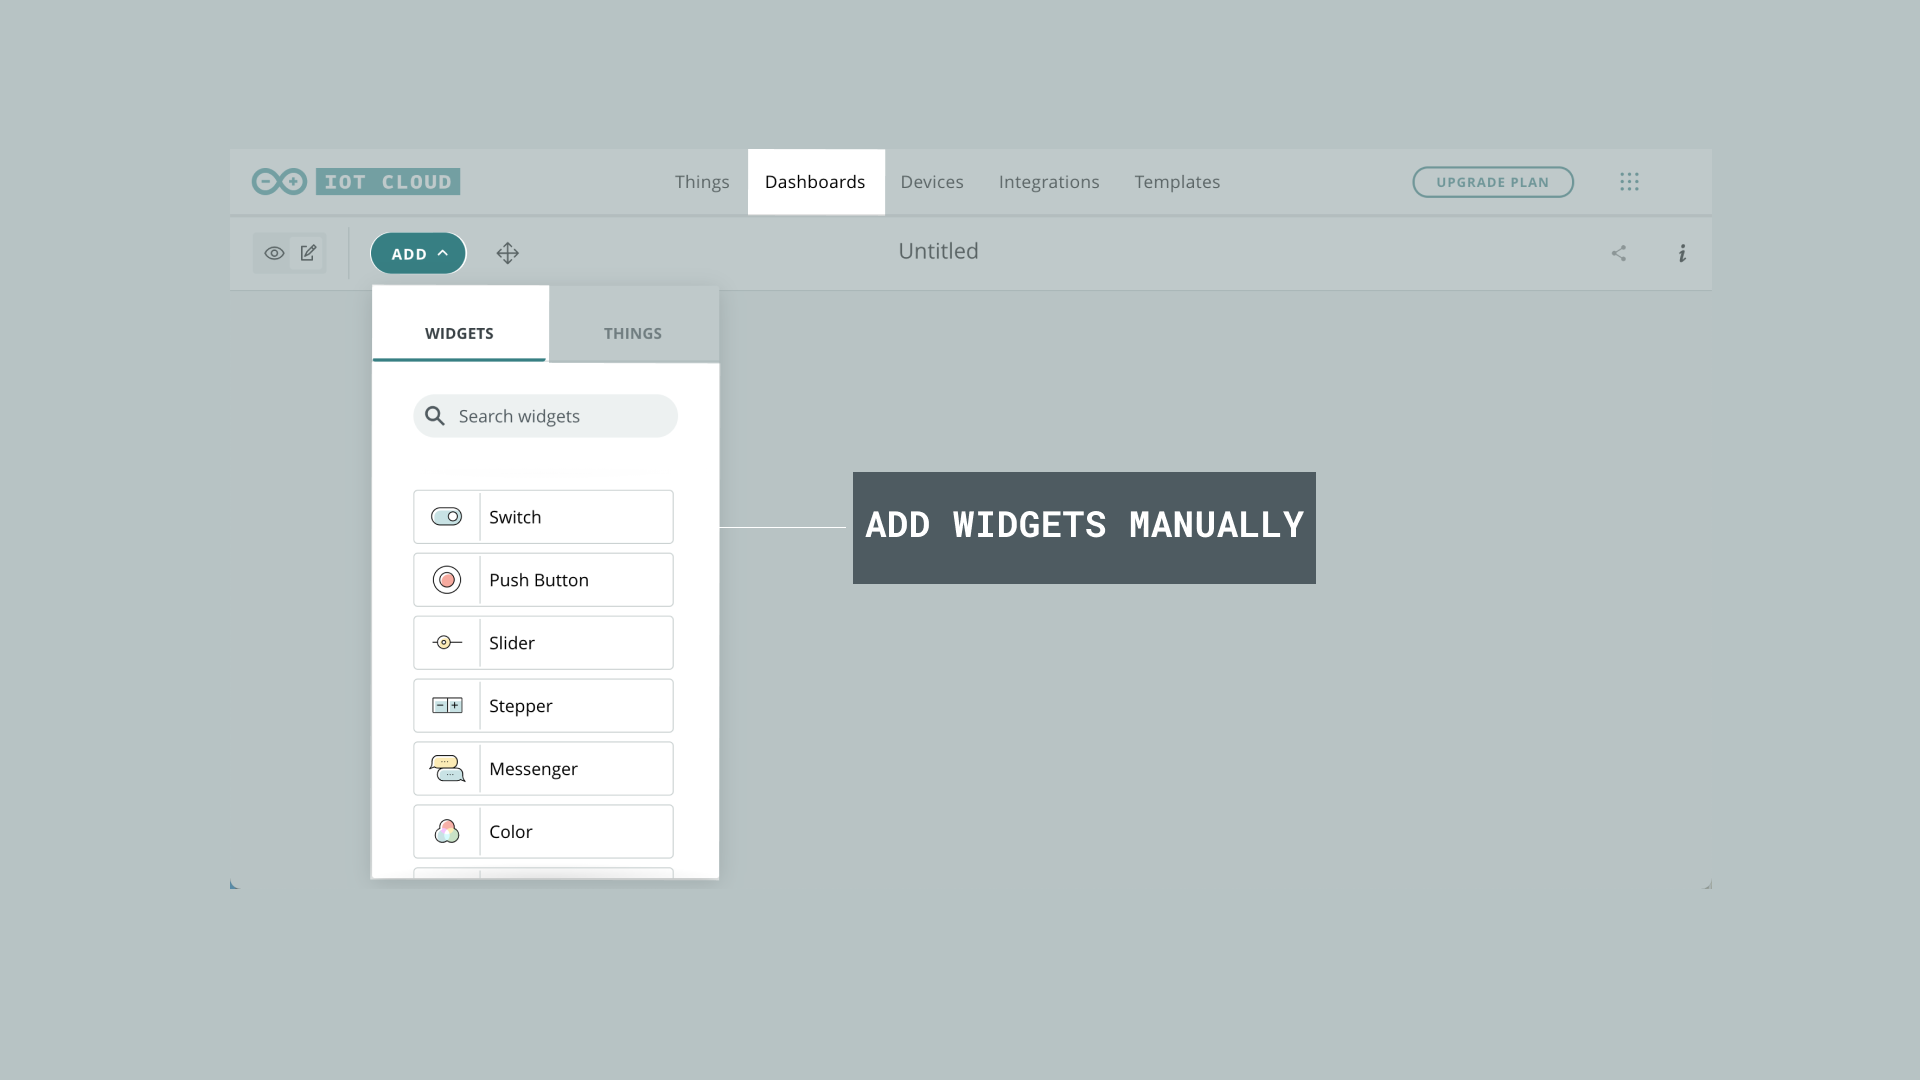 IOT CLOUD
Things Dashboards Devices Integrations Templates
UPGRADE PLAN
ADD
Untitled
WIDGETS THINGS
Search widgets
Switch
Push Button
Slider
Stepper
Messenger
Color
ADD WIDGETS MANUALLY